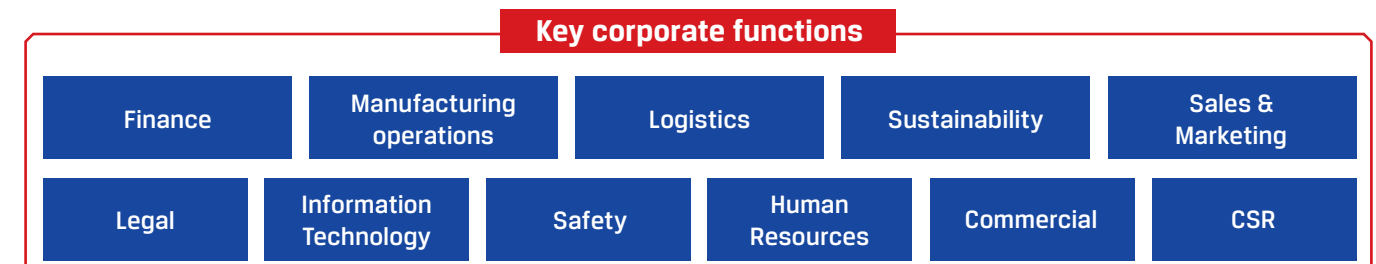 Key corporate functions
Finance
Manufacturing
operations
Logistics
Sustainability
Sales &
Marketing
Legal
Information
Technology
Safety
Human
Resources
Commercial
CSR